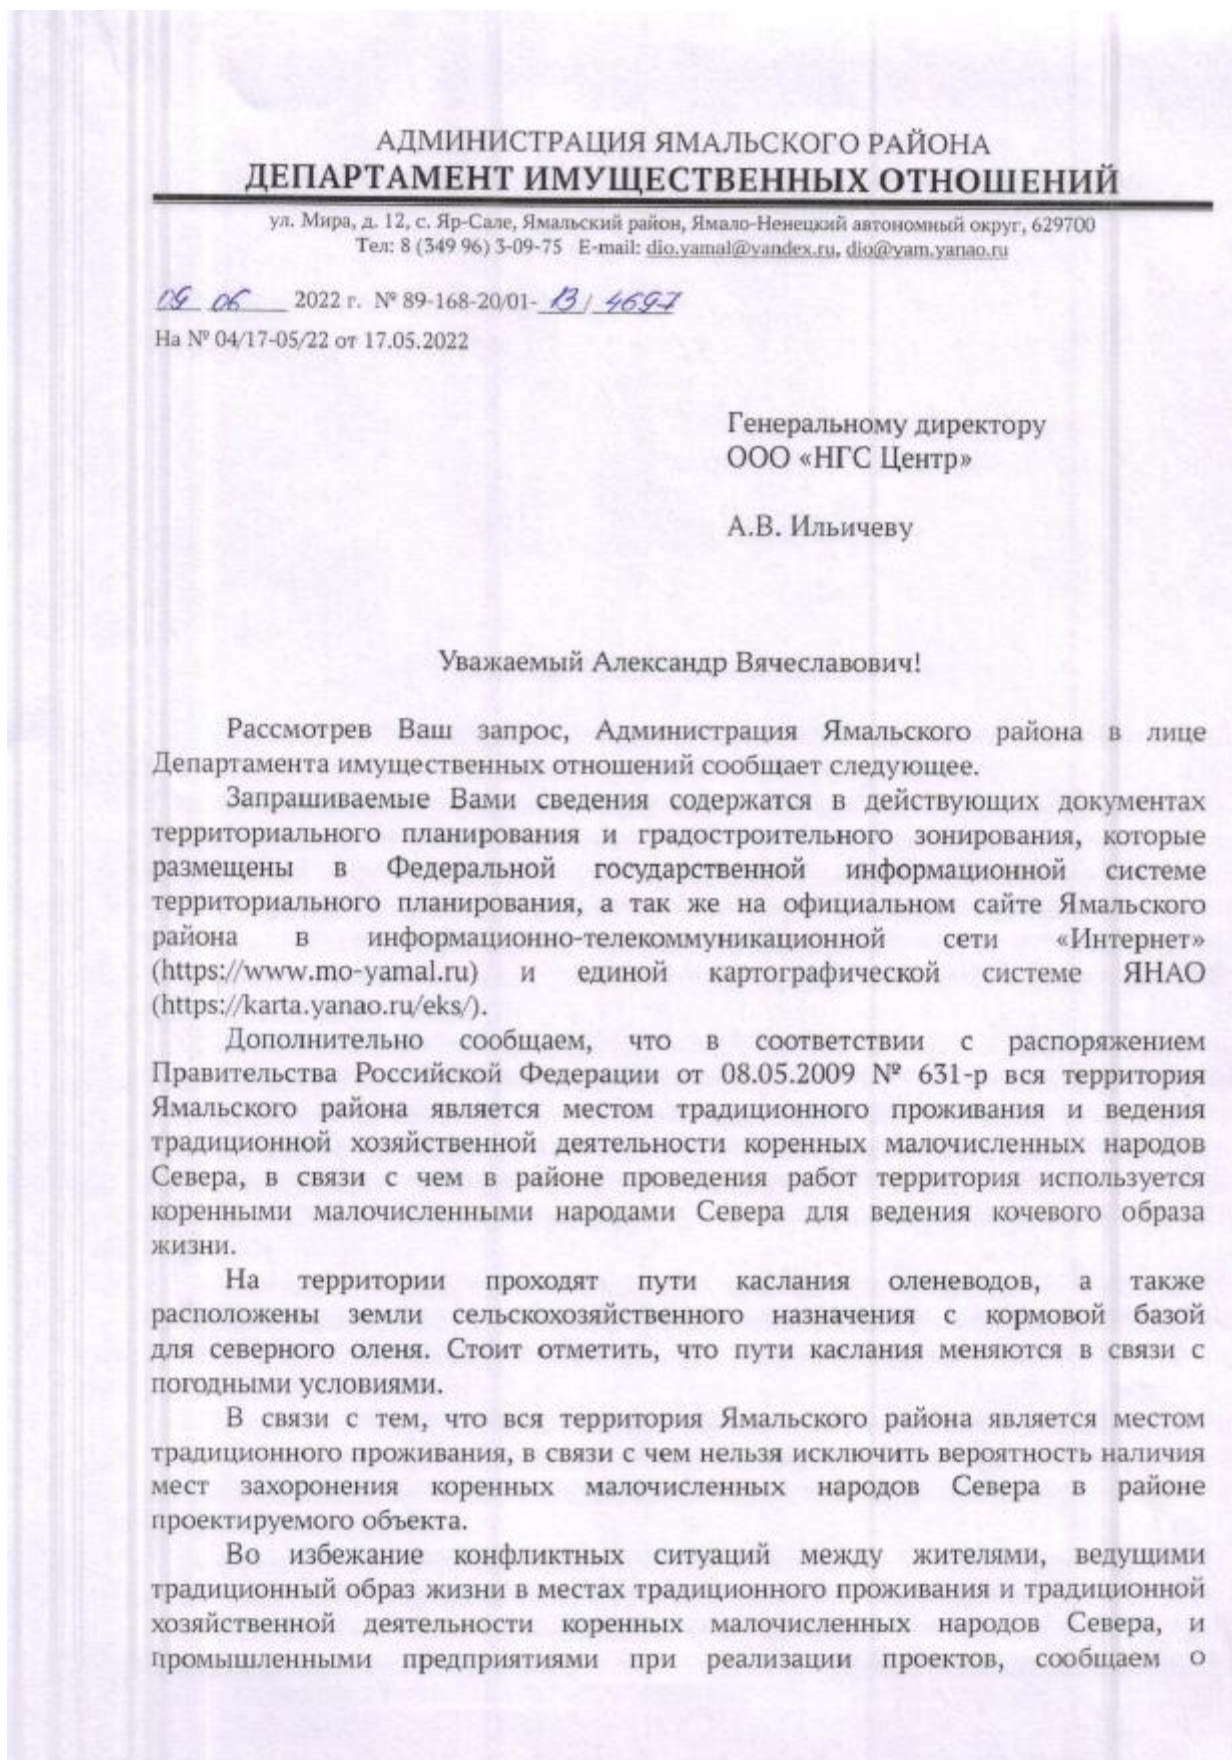 АДМИНИСТРАЦИЯ ЯМАЛЬСКОГО РАЙОНА
ДЕПАРТАМЕНТ ИМУЩЕСТВЕННЫХ ОТНОШЕНИЙ
ул. Мира, д. 12, с. Яр-Сале, Ямальский район, Ямало-Ненецкий автономный округ, 629700
Тел: 8 (349 96) 3-09-75 E-mail: dio.yamal@yandex.ru, dio@yam.yanao.ru
09 06 2022 г. № 89-168-20/01-13/4697
На № 04/17-05/22 от 17.05.2022
Генеральному директору
ООО «НГС Центр»
А.В. Ильичеву
Уважаемый Александр Вячеславович!
Рассмотрев Ваш запрос, Администрация Ямальского района в лице
Департамента имущественных отношений сообщает следующее.
Запрашиваемые Вами сведения содержатся в действующих документах
территориального планирования и градостроительного зонирования, которые
размещены в Федеральной государственной информационной системе
территориального планирования, а так же на официальном сайте Ямальского
района в информационно-телекоммуникационной сети «Интернет»
(https://www.mo-yamal.ru) и единой картографической системе ЯНАО
(https://karta.yanao.ru/eks/).
Дополнительно сообщаем, что в соответствии с распоряжением
Правительства Российской Федерации от 08.05.2009 № 631-р вся территория
Ямальского района является местом традиционного проживания и ведения
традиционной хозяйственной деятельности коренных малочисленных народов
Севера, в связи с чем в районе проведения работ территория используется
коренными малочисленными народами Севера для ведения кочевого образа
жизни.
На территории проходят пути каслания оленеводов, а также
расположены земли сельскохозяйственного назначения с кормовой базой
для северного оленя. Стоит отметить, что пути каслания меняются в связи с
погодными условиями.
В связи с тем, что вся территория Ямальского района является местом
традиционного проживания, в связи с чем нельзя исключить вероятность наличия
мест захоронения коренных малочисленных народов Севера в районе
проектируемого объекта.
Во избежание конфликтных ситуаций между жителями, ведущими
традиционный образ жизни в местах традиционного проживания и традиционной
хозяйственной деятельности коренных малочисленных народов Севера, и
промышленными предприятиями при реализации проектов, сообщаем о